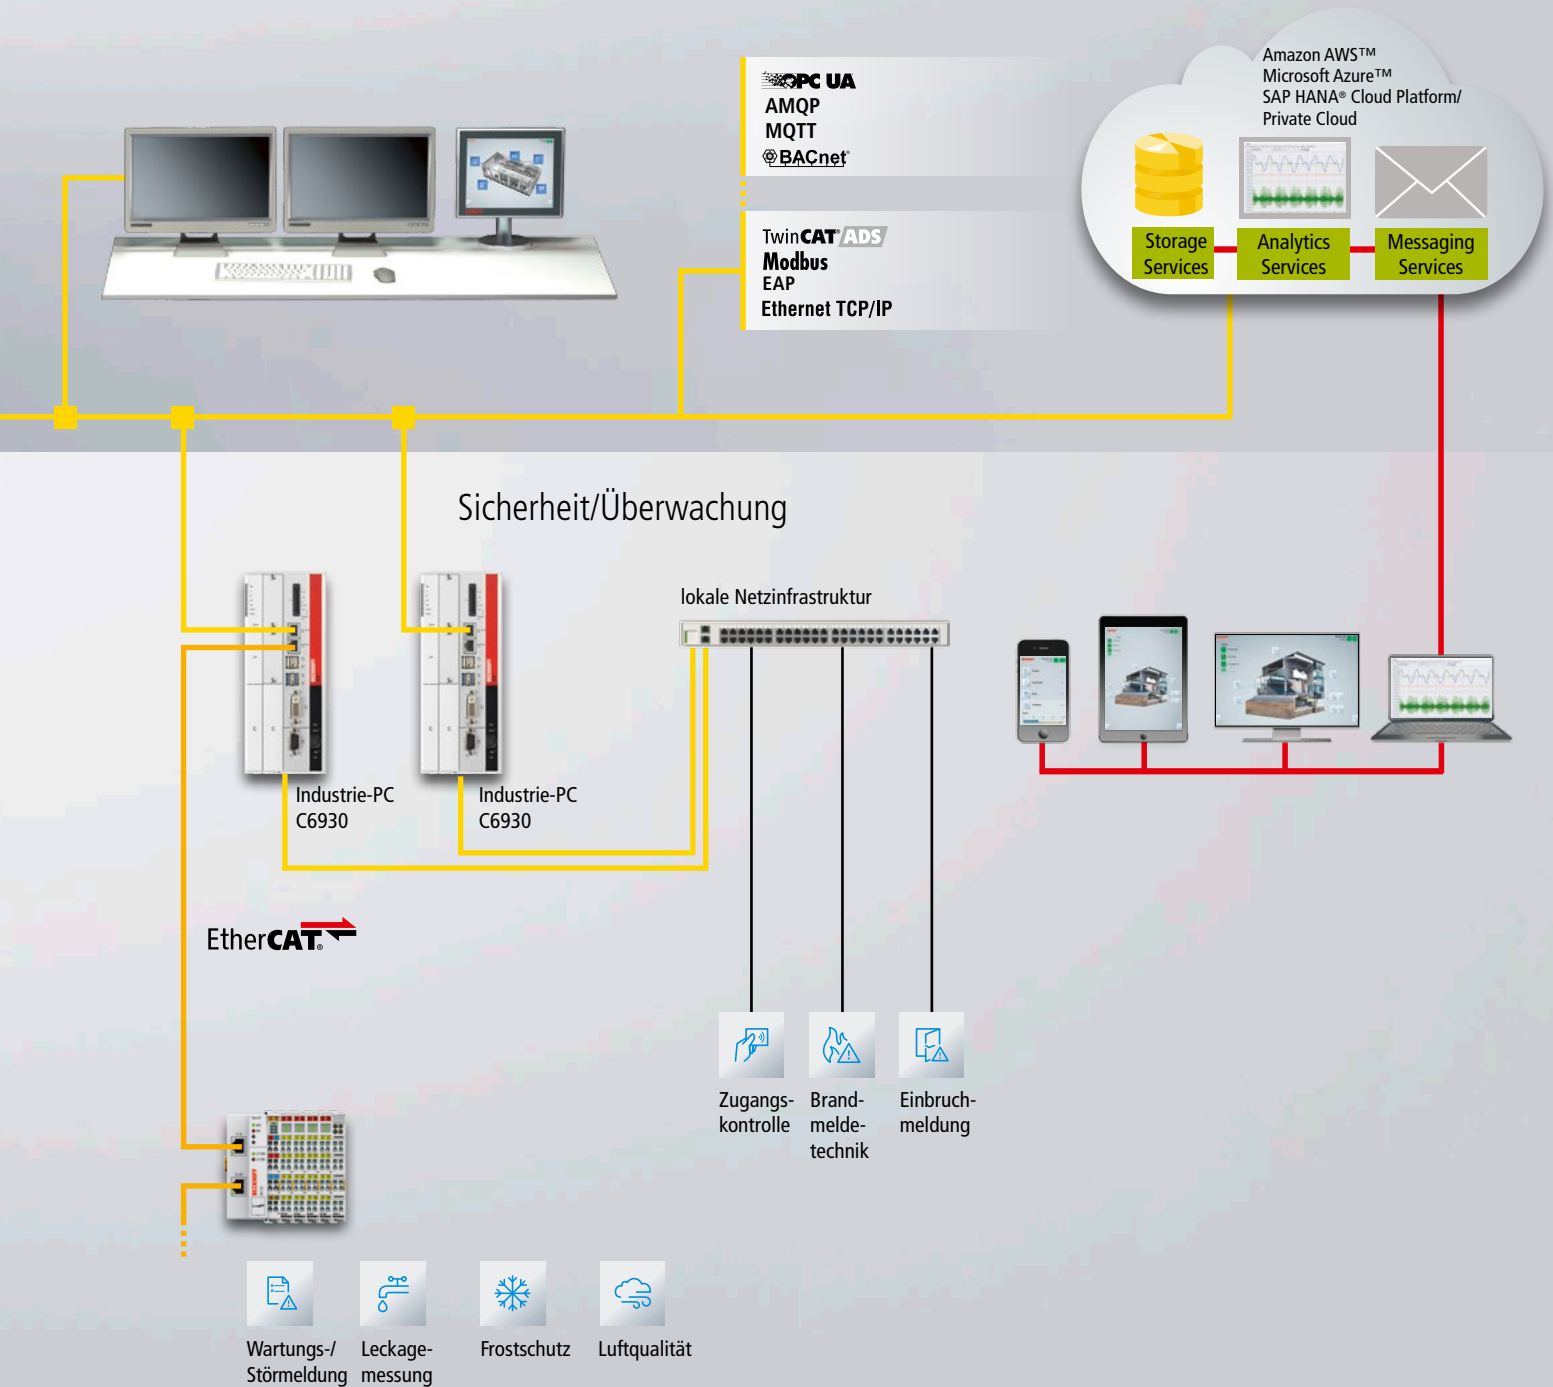 OPC UA
AMQP
MQTT
BACnet
TwinCAT® ADS
Modbus
EAP
Ethernet TCP/IP
Amazon AWS™
Microsoft Azure™
SAP HANA® Cloud Platform/
Private Cloud
Storage
Services
Analytics
Services
Messaging
Services
Sicherheit/Überwachung
lokale Netzinfrastruktur
Industrie-PC
C6930
Industrie-PC
C6930
EtherCAT®
Zugangs-
kontrolle
Brand-
melde-
technik
Einbruch-
meldung
BECKHOFF
Wartungs-/
Störmeldung
Leckage-
messung
Frostschutz
Luftqualität